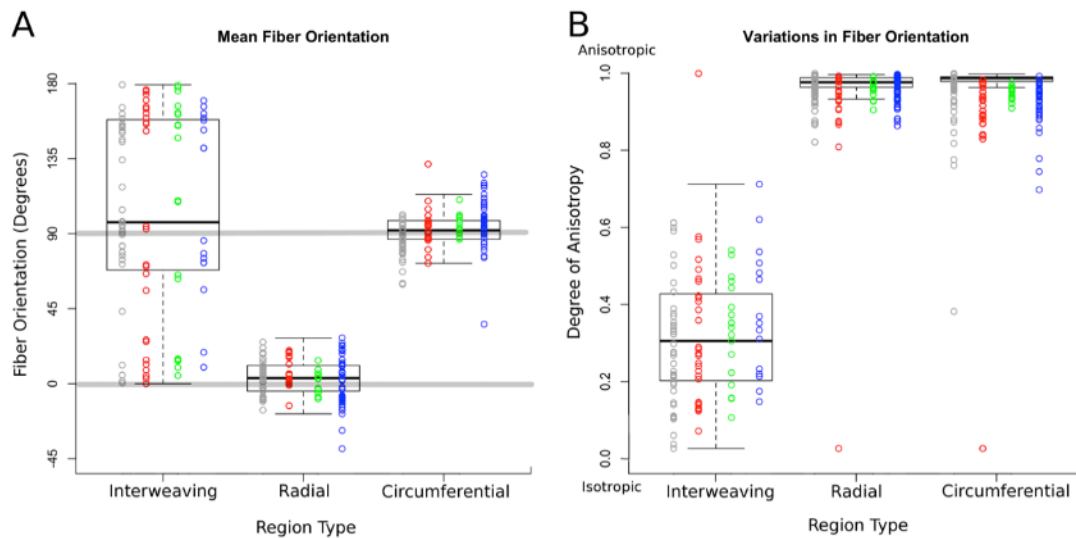 A
Mean Fiber Orientation
Fiber Orientation (Degrees)
180
135
90
45
0
-45
Interweaving Radial Circumferential
Region Type
B
Variations in Fiber Orientation
Anisotropic
Degree of Anisotropy
1.0
0.8
0.6
0.4
0.2
0.0
Isotropic
Interweaving Radial Circumferential
Region Type